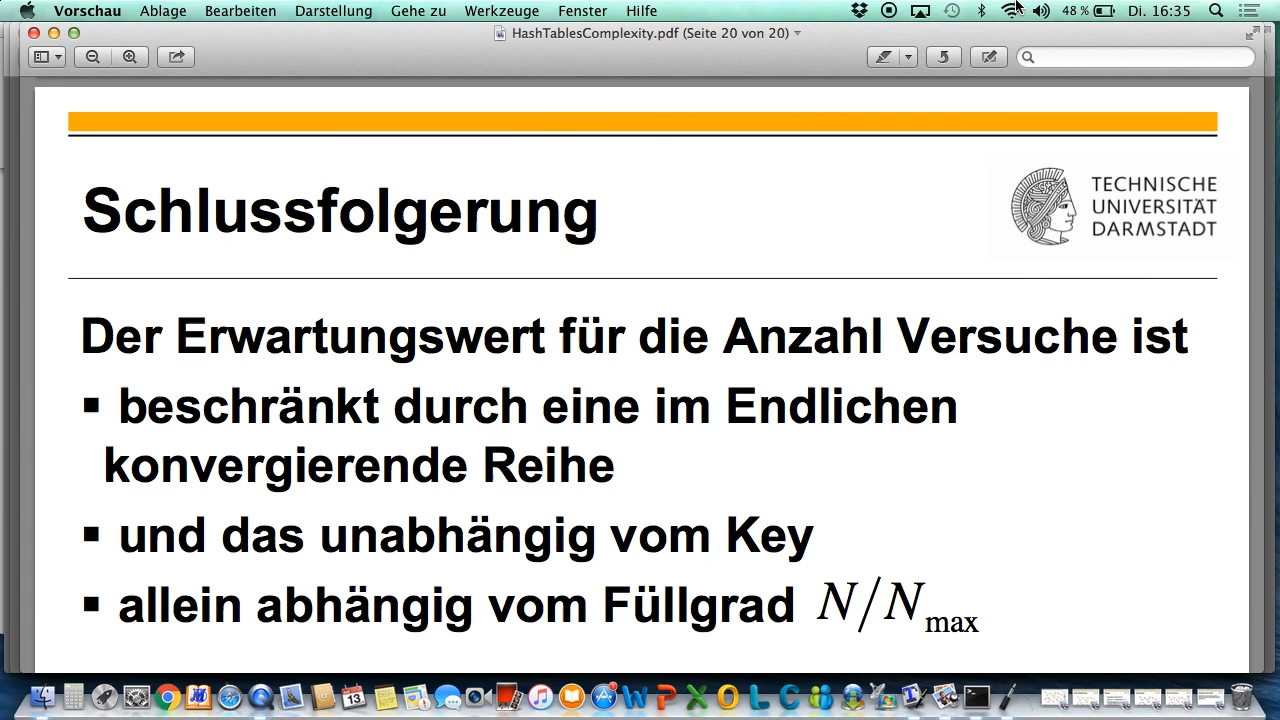 Vorschau Ablage Bearbeiten Darstellung Gehe zu Werkzeuge Fenster Hilfe 48 % Di. 16:35
HashTablesComplexity.pdf (Seite 20 von 20)
Schlussfolgerung
TECHNISCHE
UNIVERSITÄT
DARMSTADT
Der Erwartungswert für die Anzahl Versuche ist
▪ beschränkt durch eine im Endlichen
konvergierende Reihe
▪ und das unabhängig vom Key
▪ allein abhängig vom Füllgrad N/N_max